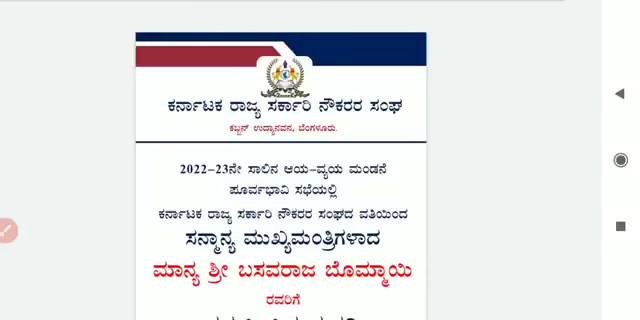 ಕರ್ನಾಟಕ ರಾಜ್ಯ ಸರ್ಕಾರಿ ನೌಕರರ ಸಂಘ
ಕಬ್ಬನ್ ಉದ್ಯಾನವನ, ಬೆಂಗಳೂರು.
2022-23ನೇ ಸಾಲಿನ ಆಯ-ವ್ಯಯ ಮಂಡನೆ
ಪೂರ್ವಭಾವಿ ಸಭೆಯಲ್ಲಿ
ಕರ್ನಾಟಕ ರಾಜ್ಯ ಸರ್ಕಾರಿ ನೌಕರರ ಸಂಘದ ವತಿಯಿಂದ
ಸನ್ಮಾನ್ಯ ಮುಖ್ಯಮಂತ್ರಿಗಳಾದ
ಮಾನ್ಯ ಶ್ರೀ ಬಸವರಾಜ ಬೊಮ್ಮಾಯಿ
ರವರಿಗೆ